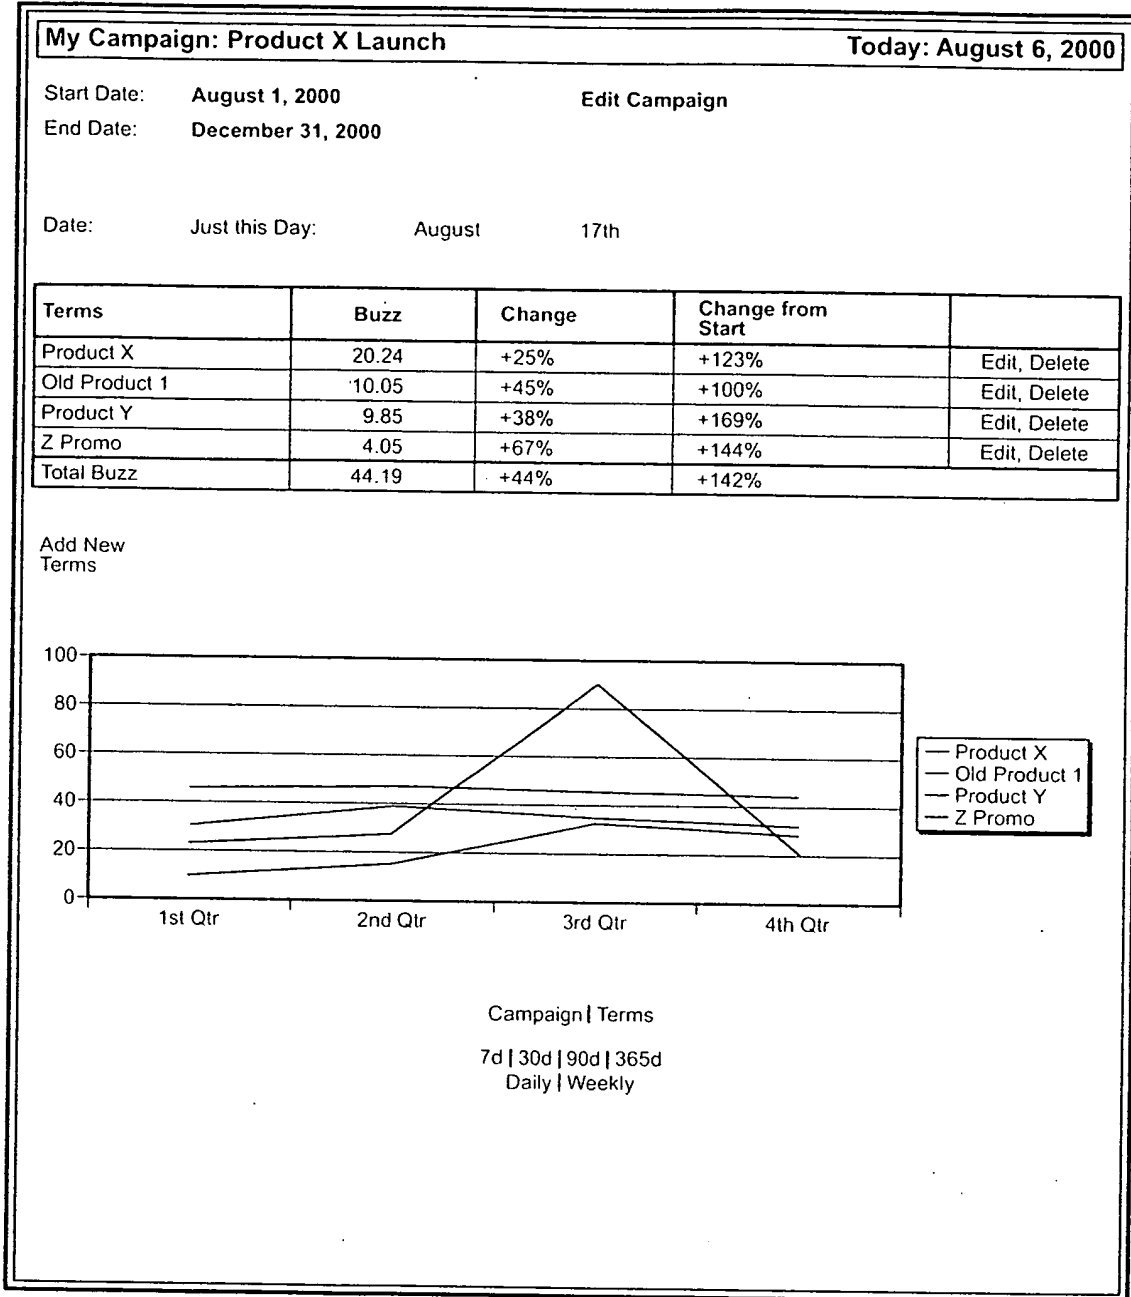 My Campaign: Product X Launch Today: August 6, 2000
Start Date: August 1, 2000 Edit Campaign
End Date: December 31, 2000
Date: Just this Day: August 17th
Terms Buzz Change Change from
Start
Product X 20.24 +25% +123% Edit, Delete
Old Product 1 10.05 +45% +100% Edit, Delete
Product Y 9.85 +38% +169% Edit, Delete
Z Promo 4.05 +67% +144% Edit, Delete
Total Buzz 44.19 +44% +142%
Add New
Terms
100
80
60
40
20
0
1st Qtr 2nd Qtr 3rd Qtr 4th Qtr
Product X
Old Product 1
Product Y
Z Promo
Campaign | Terms
7d | 30d | 90d | 365d
Daily | Weekly